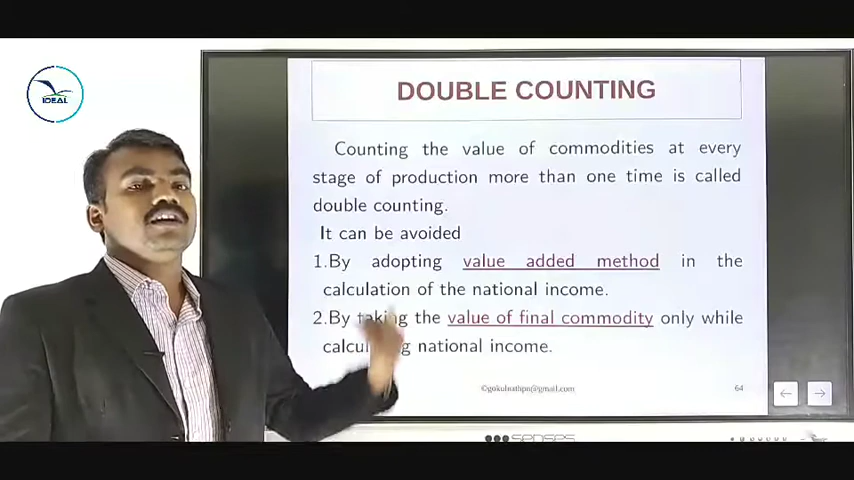 IDEAL
DOUBLE COUNTING
Counting the value of commodities at every
stage of production more than one time is called
double counting.
It can be avoided
1.By adopting value added method in the
calculation of the national income.
2.By taking the value of final commodity only while
national income.
©gokulnathpn@gmail.com
64